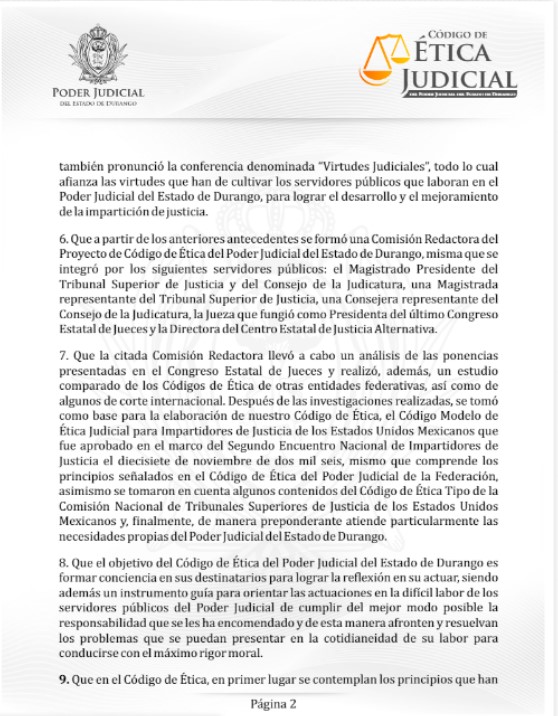 PODER JUDICIAL
DEL ESTADO DE DURANGO
CÓDIGO DE
ÉTICA
JUDICIAL
DEL PODER JUDICIAL DEL ESTADO DE DURANGO
también pronunció la conferencia denominada "Virtudes Judiciales", todo lo cual
afianza las virtudes que han de cultivar los servidores públicos que laboran en el
Poder Judicial del Estado de Durango, para lograr el desarrollo y el mejoramiento
de la impartición de justicia.
6. Que a partir de los anteriores antecedentes se formó una Comisión Redactora del
Proyecto de Código de Ética del Poder Judicial del Estado de Durango, misma que se
integró por los siguientes servidores públicos: el Magistrado Presidente del
Tribunal Superior de Justicia y del Consejo de la Judicatura, una Magistrada
representante del Tribunal Superior de Justicia, una Consejera representante del
Consejo de la Judicatura, la Jueza que fungió como Presidenta del último Congreso
Estatal de Jueces y la Directora del Centro Estatal de Justicia Alternativa.
7. Que la citada Comisión Redactora llevó a cabo un análisis de las ponencias
presentadas en el Congreso Estatal de Jueces y realizó, además, un estudio
comparado de los Códigos de Ética de otras entidades federativas, así como de
algunos de corte internacional. Después de las investigaciones realizadas, se tomó
como base para la elaboración de nuestro Código de Ética, el Código Modelo de
Ética Judicial para Impartidores de Justicia de los Estados Unidos Mexicanos que
fue aprobado en el marco del Segundo Encuentro Nacional de Impartidores de
Justicia el diecisiete de noviembre de dos mil seis, mismo que comprende los
principios señalados en el Código de Ética del Poder Judicial de la Federación,
asimismo se tomaron en cuenta algunos contenidos del Código de Ética Tipo de la
Comisión Nacional de Tribunales Superiores de Justicia de los Estados Unidos
Mexicanos y, finalmente, de manera preponderante atiende particularmente las
necesidades propias del Poder Judicial del Estado de Durango.
8. Que el objetivo del Código de Ética del Poder Judicial del Estado de Durango es
formar conciencia en sus destinatarios para lograr la reflexión en su actuar, siendo
además un instrumento guía para orientar las actuaciones en la difícil labor de los
servidores públicos del Poder Judicial de cumplir del mejor modo posible la
responsabilidad que se les ha encomendado y de esta manera afronten y resuelvan
los problemas que se puedan presentar en la cotidianeidad de su labor para
conducirse con el máximo rigor moral.
9. Que en el Código de Ética, en primer lugar se contemplan los principios que han
Página 2